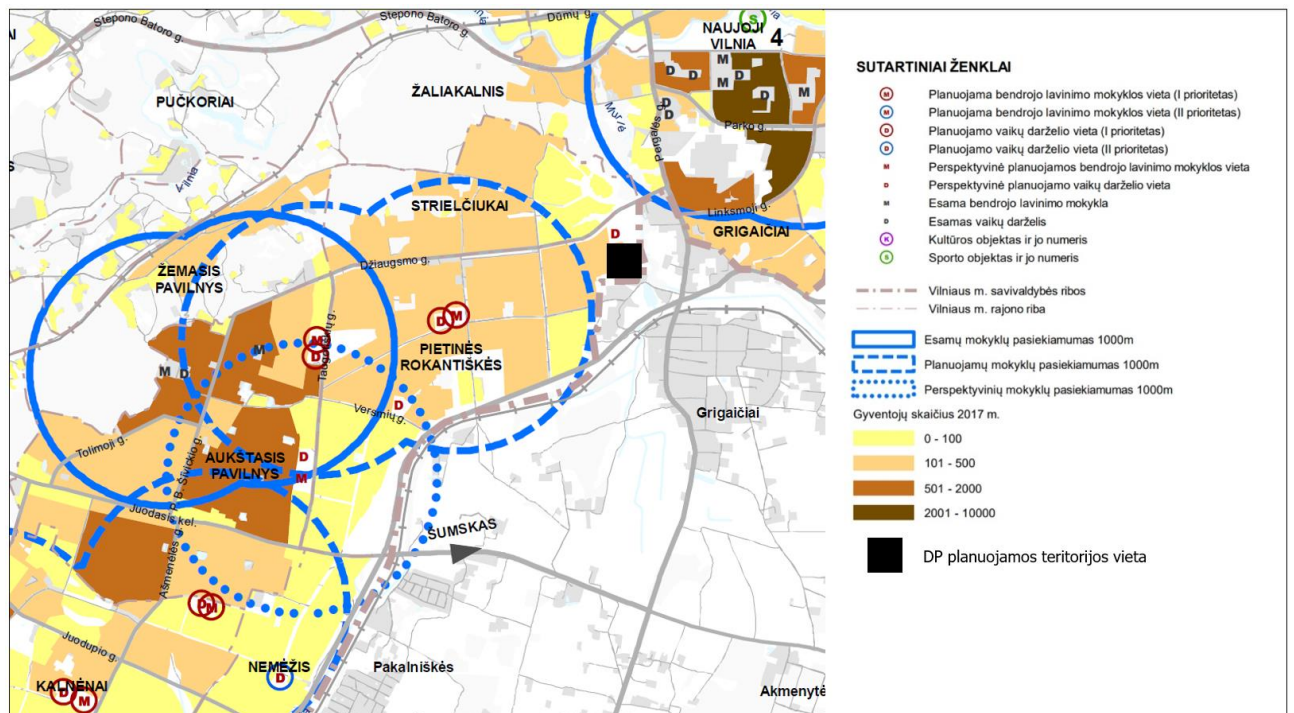 Stepono Batoro g.
Stepono Batoro g.
Dūmų g.
S
NAUJOJI
VILNIA
4
AI
M
M
M
D
D
D
D
M
D
D
PUČKORIAI
ŽALIAKALNIS
Pergalės g.
Parko g.
S
STRIELČIUKAI
Linksmoji g.
GRIGAIČIAI
D
Džiaugsmo g.
ŽEMASIS
PAVILNYS
D
M
M
D
M
M
D
PIETINĖS
ROKANTIŠKĖS
D
Versmių g.
Grigaičiai
Tolimoji g.
P. B. Šivickio g.
AUKŠTASIS
PAVILNYS
D
M
Juodasis kel.
ŠUMSKAS
Ašmenėlės g.
D
M
Juodupio g.
NEMĖŽIS
D
Pakalniškės
KALNĖNAI
D
M
Akmenytė
SUTARTINIAI ŽENKLAI
M Planuojama bendrojo lavinimo mokyklos vieta (I prioritetas)
M Planuojama bendrojo lavinimo mokyklos vieta (II prioritetas)
D Planuojamo vaikų darželio vieta (I prioritetas)
D Planuojamo vaikų darželio vieta (II prioritetas)
M Perspektyvinė planuojamos bendrojo lavinimo mokyklos vieta
D Perspektyvinė planuojamo vaikų darželio vieta
M Esama bendrojo lavinimo mokykla
D Esamas vaikų darželis
K Kultūros objektas ir jo numeris
S Sporto objektas ir jo numeris
Vilniaus m. savivaldybės ribos
Vilniaus m. rajono riba
Esamų mokyklų pasiekiamumas 1000m
Planuojamų mokyklų pasiekiamumas 1000m
Perspektyvinių mokyklų pasiekiamumas 1000m
Gyventojų skaičius 2017 m.
0 - 100
101 - 500
501 - 2000
2001 - 10000
DP planuojamos teritorijos vieta